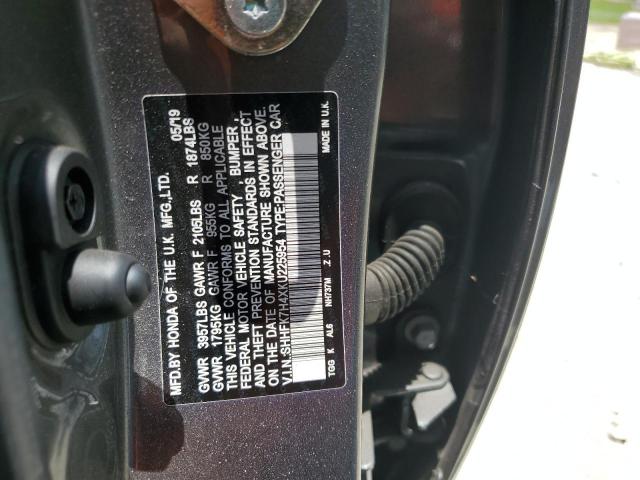 MFD.BY HONDA OF THE U.K. MFG.,LTD. 05/19
GVWR 3957LBS GAWR F 2105LBS R 1874LBS
GVWR 1795KG GAWR F 955KG R 850KG
THIS VEHICLE CONFORMS TO ALL APPLICABLE
FEDERAL MOTOR VEHICLE SAFETY , BUMPER ,
AND THEFT PREVENTION STANDARDS IN EFFECT
ON THE DATE OF MANUFACTURE SHOWN ABOVE.
V.I.N.:SHHFK7H4XKU225954 TYPE:PASSENGER CAR
TGG K AL6 NH737M .Z .U MADE IN U.K.